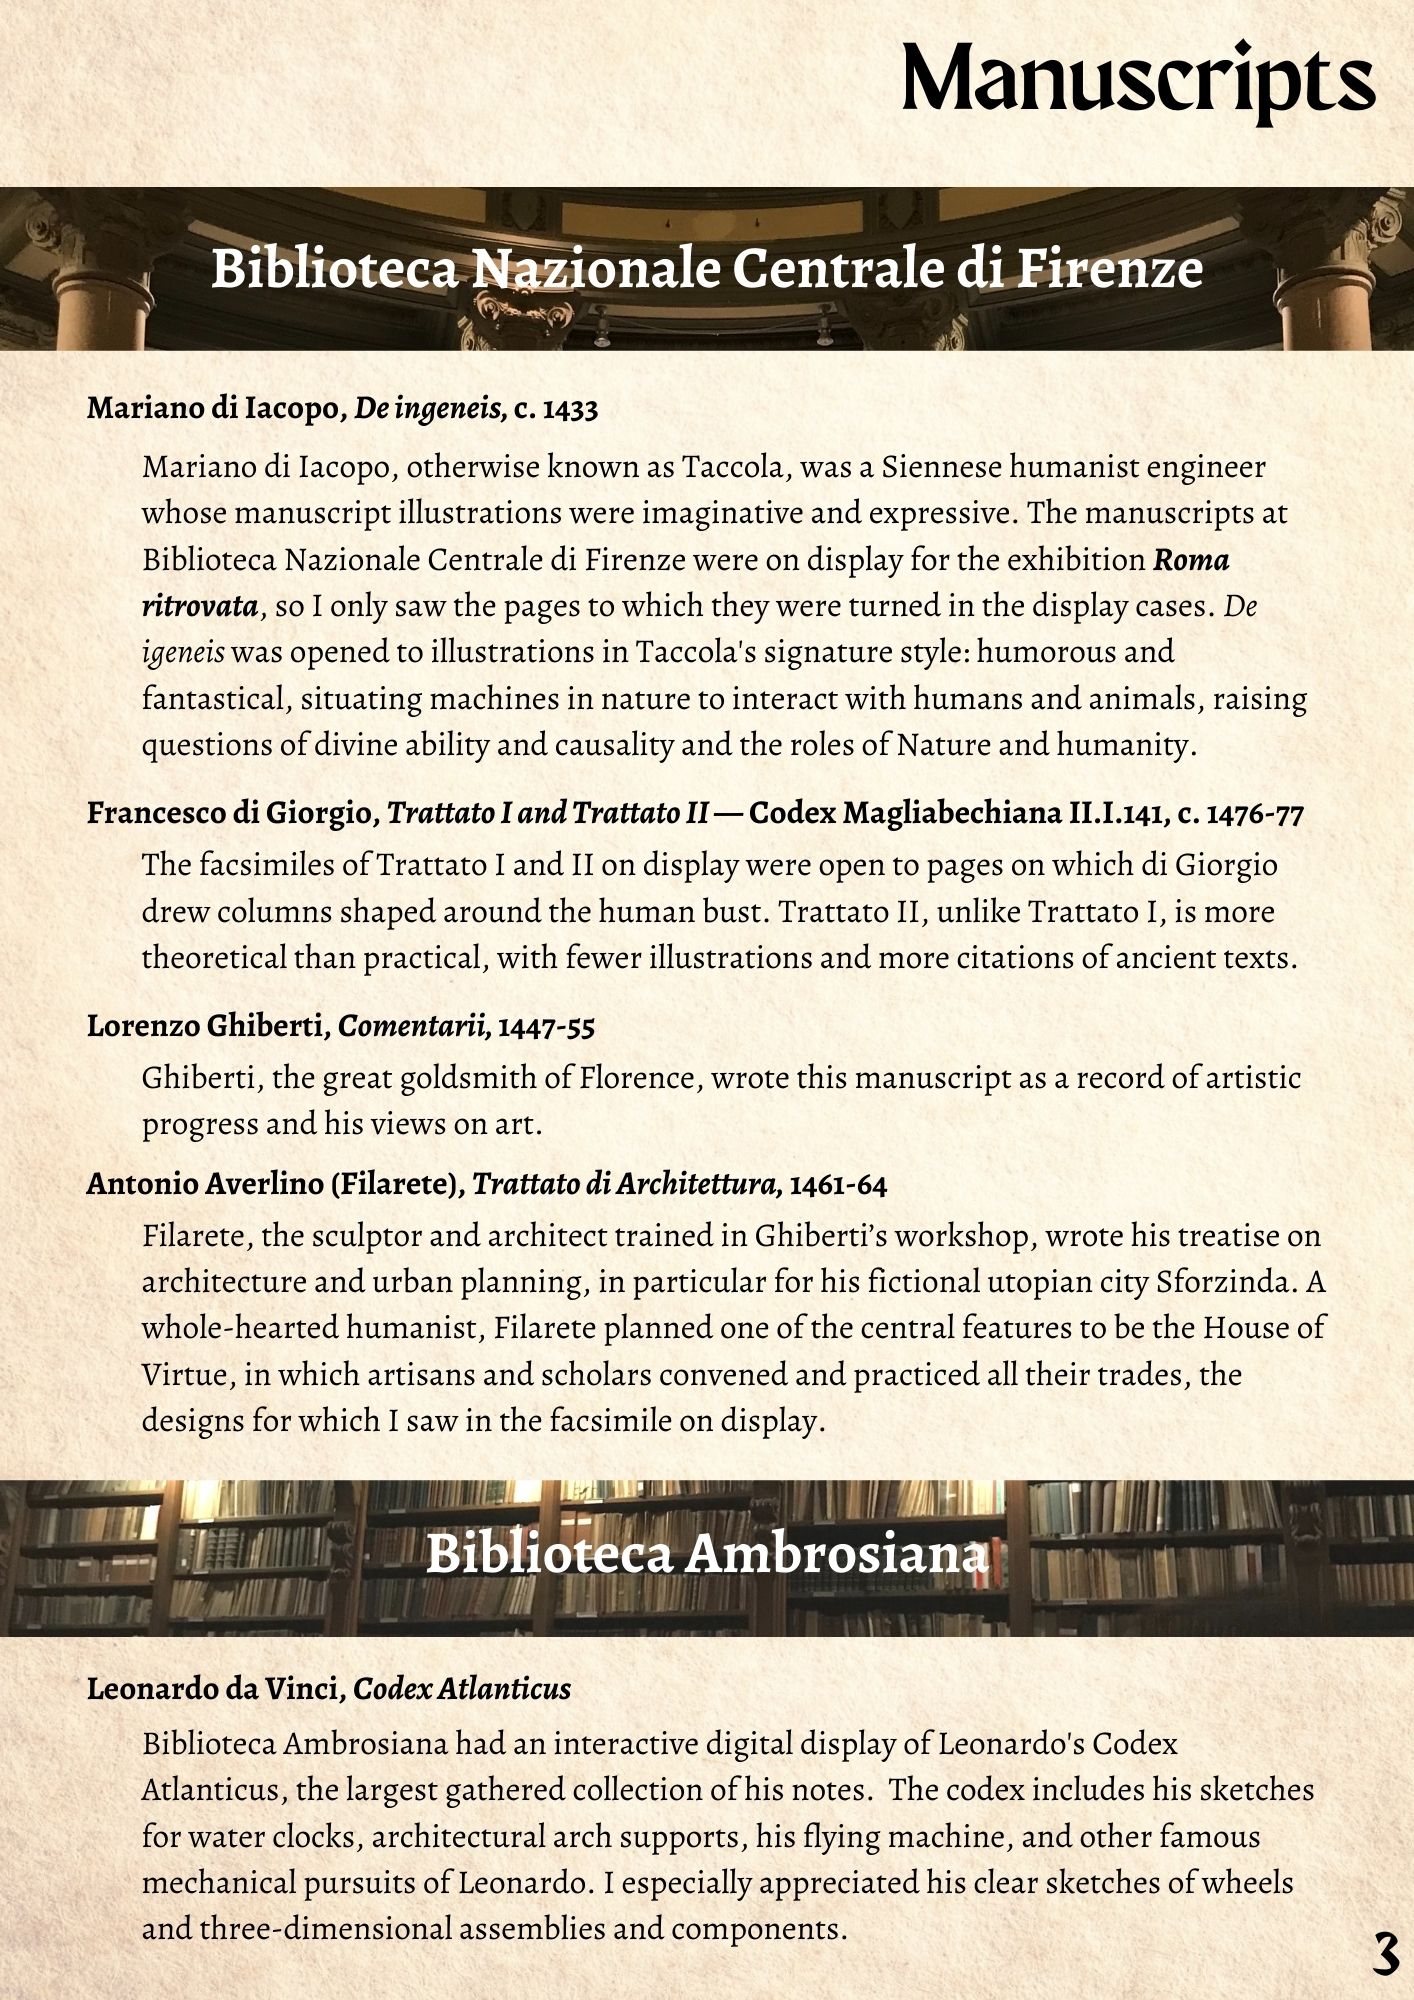 Manuscripts
Biblioteca Nazionale Centrale di Firenze
Mariano di Iacopo, De ingeneis, c. 1433
Mariano di Iacopo, otherwise known as Taccola, was a Siennese humanist engineer
whose manuscript illustrations were imaginative and expressive. The manuscripts at
Biblioteca Nazionale Centrale di Firenze were on display for the exhibition Roma
ritrovata, so I only saw the pages to which they were turned in the display cases. De
igeneis was opened to illustrations in Taccola's signature style: humorous and
fantastical, situating machines in nature to interact with humans and animals, raising
questions of divine ability and causality and the roles of Nature and humanity.
Francesco di Giorgio, Trattato I and Trattato II — Codex Magliabechiana II.I.141, c. 1476-77
The facsimiles of Trattato I and II on display were open to pages on which di Giorgio
drew columns shaped around the human bust. Trattato II, unlike Trattato I, is more
theoretical than practical, with fewer illustrations and more citations of ancient texts.
Lorenzo Ghiberti, Comentarii, 1447-55
Ghiberti, the great goldsmith of Florence, wrote this manuscript as a record of artistic
progress and his views on art.
Antonio Averlino (Filarete), Trattato di Architettura, 1461-64
Filarete, the sculptor and architect trained in Ghiberti’s workshop, wrote his treatise on
architecture and urban planning, in particular for his fictional utopian city Sforzinda. A
whole-hearted humanist, Filarete planned one of the central features to be the House of
Virtue, in which artisans and scholars convened and practiced all their trades, the
designs for which I saw in the facsimile on display.
Biblioteca Ambrosiana
Leonardo da Vinci, Codex Atlanticus
Biblioteca Ambrosiana had an interactive digital display of Leonardo's Codex
Atlanticus, the largest gathered collection of his notes.  The codex includes his sketches
for water clocks, architectural arch supports, his flying machine, and other famous
mechanical pursuits of Leonardo. I especially appreciated his clear sketches of wheels
and three-dimensional assemblies and components.
3